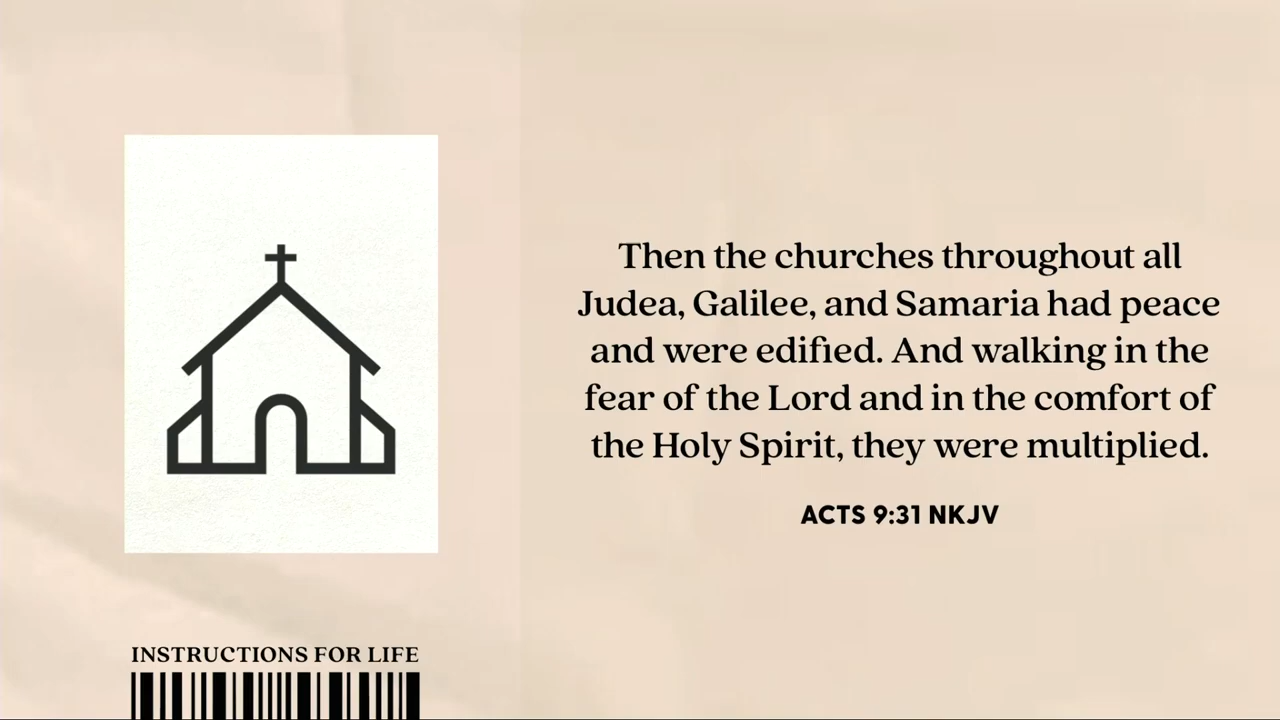 Then the churches throughout all
Judea, Galilee, and Samaria had peace
and were edified. And walking in the
fear of the Lord and in the comfort of
the Holy Spirit, they were multiplied.
ACTS 9:31 NKJV
INSTRUCTIONS FOR LIFE